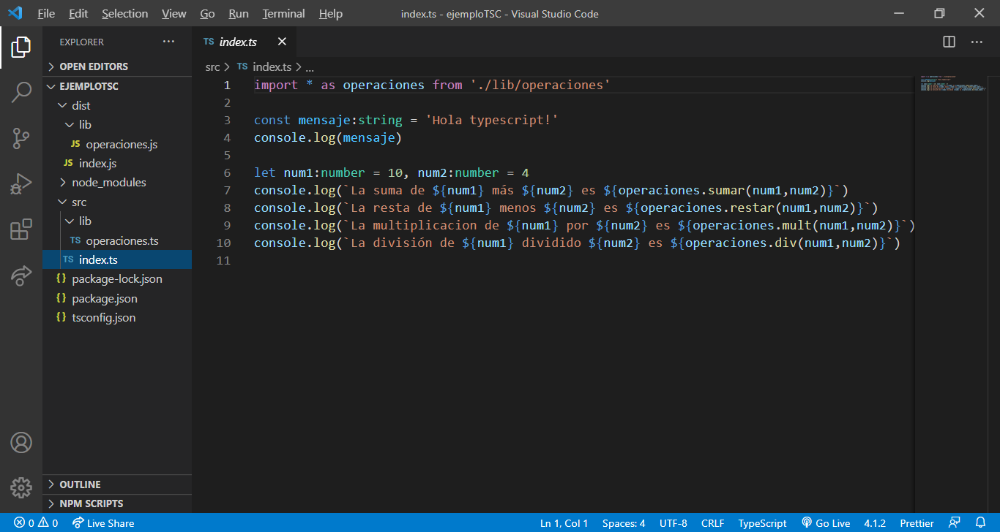 File Edit Selection View Go Run Terminal Help index.ts - ejemploTSC - Visual Studio Code
EXPLORER
OPEN EDITORS
EJEMPLOTSC
dist
lib
JS operaciones.js
JS index.js
node_modules
src
lib
TS operaciones.ts
TS index.ts
{} package-lock.json
{} package.json
{} tsconfig.json
OUTLINE
NPM SCRIPTS
TS index.ts
src > TS index.ts > ...
1 import * as operaciones from './lib/operaciones'
2
3 const mensaje:string = 'Hola typescript!'
4 console.log(mensaje)
5
6 let num1:number = 10, num2:number = 4
7 console.log(`La suma de ${num1} más ${num2} es ${operaciones.sumar(num1,num2)}`)
8 console.log(`La resta de ${num1} menos ${num2} es ${operaciones.restar(num1,num2)}`)
9 console.log(`La multiplicacion de ${num1} por ${num2} es ${operaciones.mult(num1,num2)}`)
10 console.log(`La división de ${num1} dividido ${num2} es ${operaciones.div(num1,num2)}`)
11
0 0 Live Share Ln 1, Col 1 Spaces: 4 UTF-8 CRLF TypeScript Go Live 4.1.2 Prettier